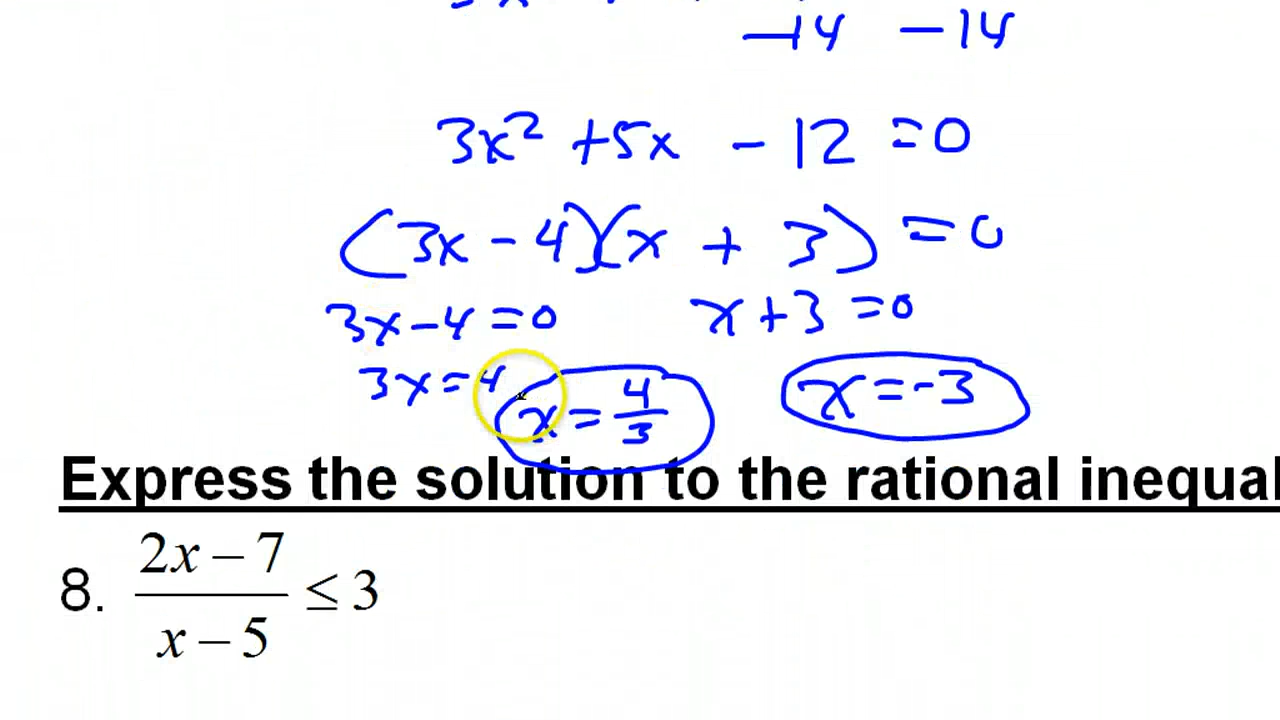 -14 -14
3x² +5x - 12 =0
(3x - 4)(x + 3) = 0
3x-4 =0 x+3 =0
3x=4 x = 4/3 x=-3
Express the solution to the rational inequal
8. 2x – 7 / x – 5 ≤ 3